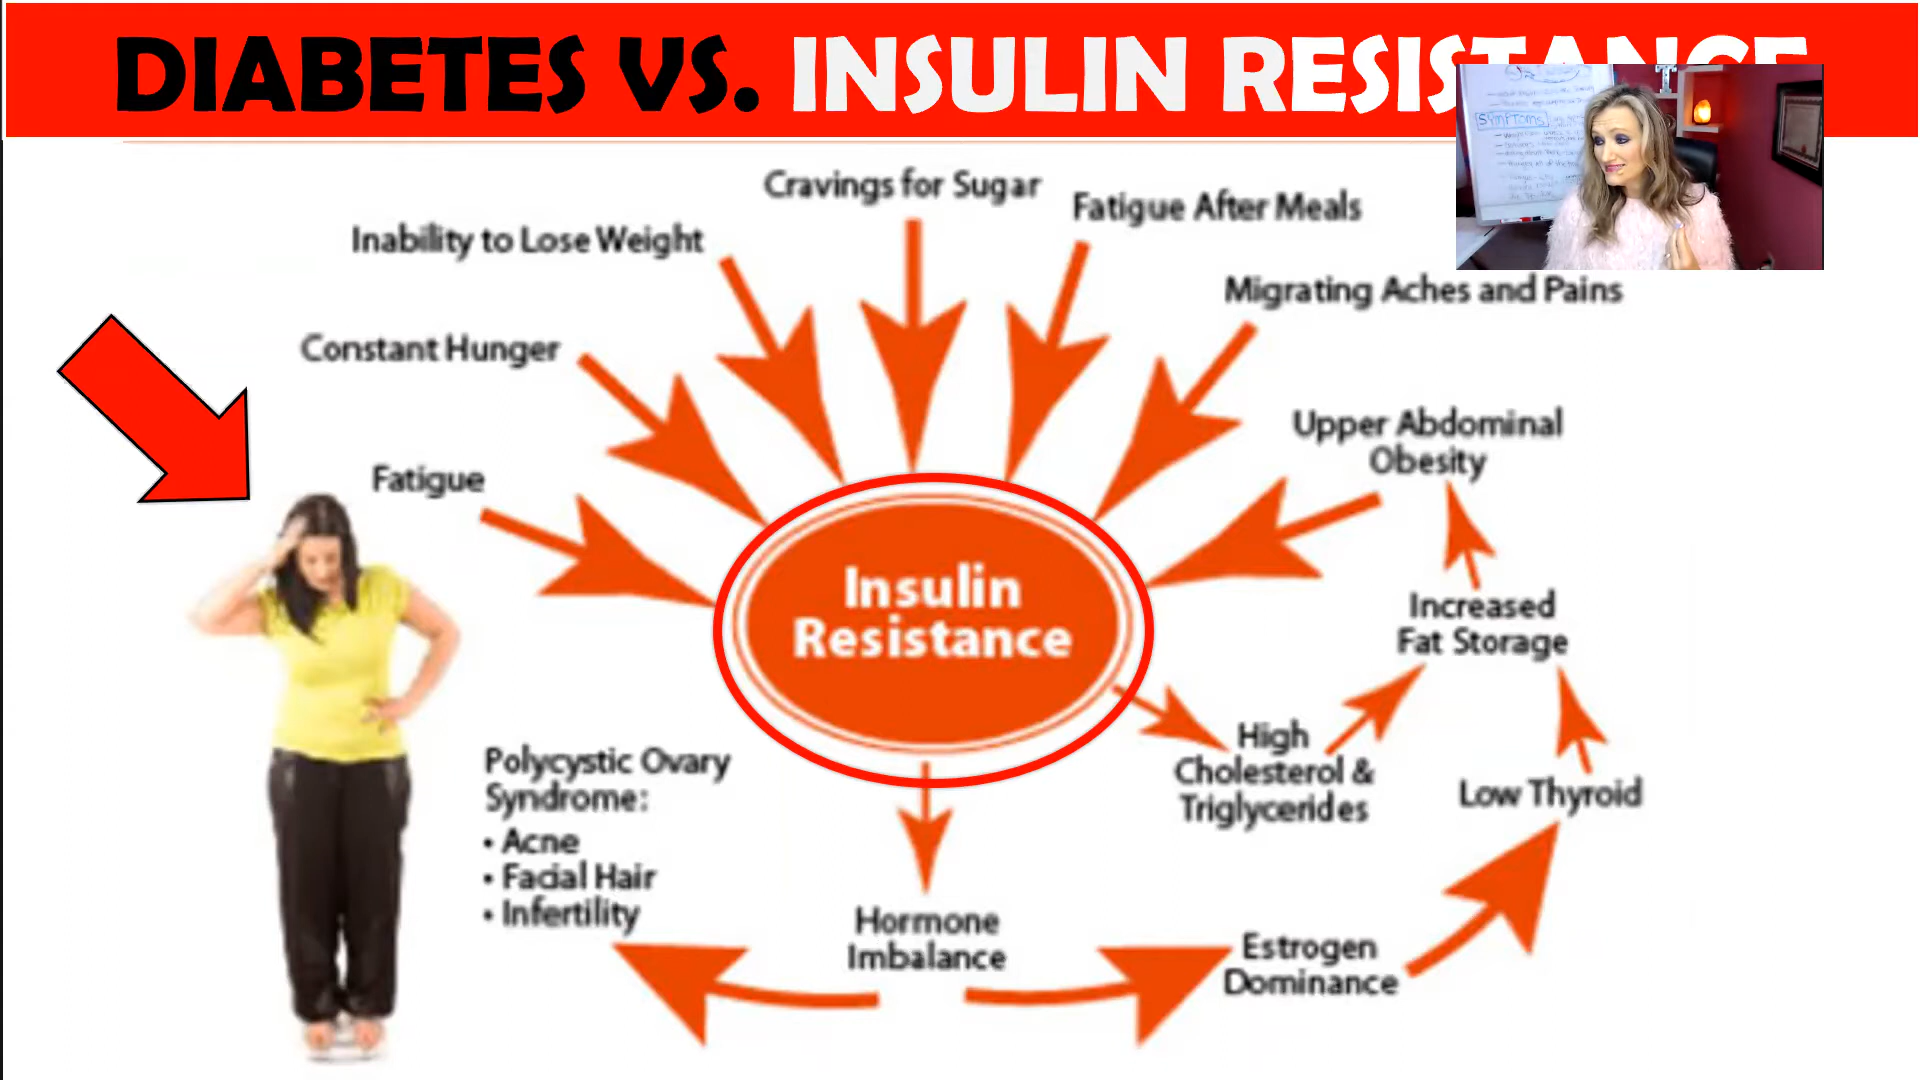 DIABETES VS. INSULIN RESISTANCE
SYMPTOMS
Cravings for Sugar
Fatigue After Meals
Inability to Lose Weight
Migrating Aches and Pains
Constant Hunger
Upper Abdominal
Obesity
Fatigue
Insulin
Resistance
Increased
Fat Storage
High
Cholesterol &
Triglycerides
Low Thyroid
Polycystic Ovary
Syndrome:
• Acne
• Facial Hair
• Infertility
Hormone
Imbalance
Estrogen
Dominance